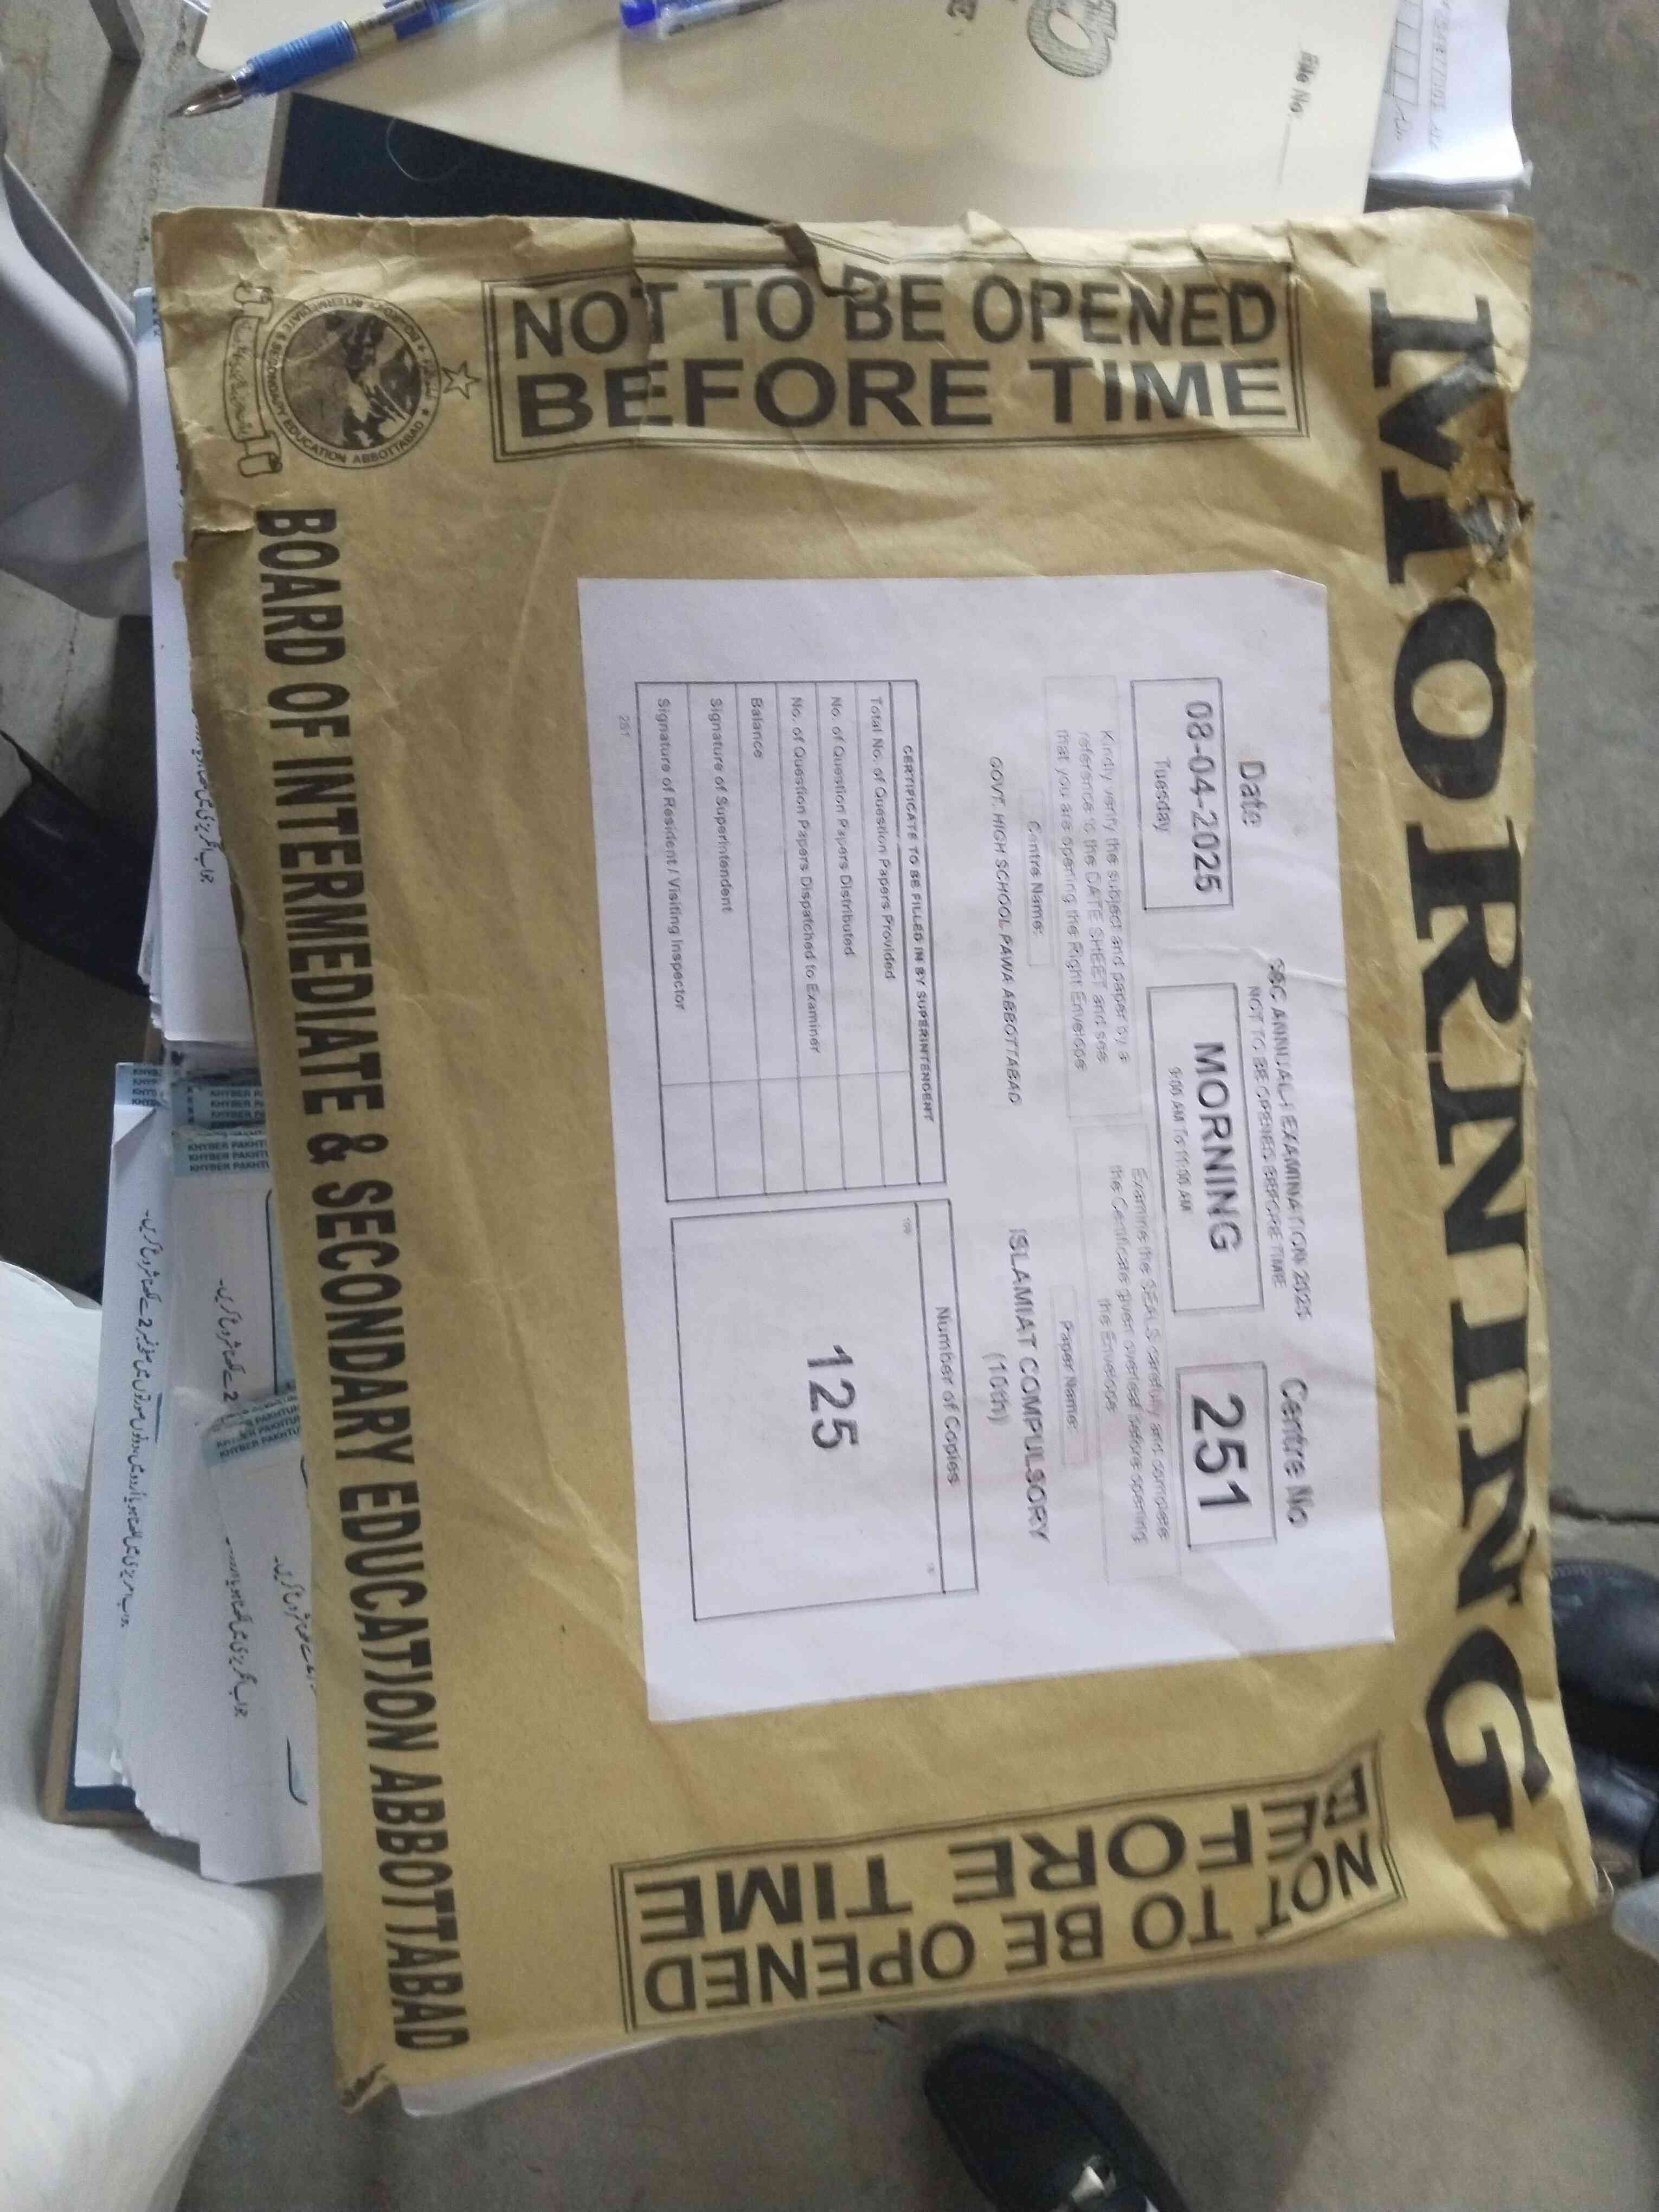 MORNING
NOT TO BE OPENED
BEFORE TIME
SSC ANNUAL-I EXAMINATION 2025
NOT TO BE OPENED BEFORE TIME
Date
08-04-2025
Tuesday
MORNING
9:00 AM To 11:00 AM
Centre No
251
Kindly verify the subject and paper by a
reference to the DATE SHEET and see
that you are opening the Right Envelope
Examine the SEALS carefully and complete
the Certificate given overleaf before opening
the Envelope
Centre Name:
GOVT. HIGH SCHOOL PAWA ABBOTTABAD
Paper Name:
ISLAMIAT COMPULSORY
(10th)
CERTIFICATE TO BE FILLED IN BY SUPERINTENDENT
Total No. of Question Papers Provided
No. of Question Papers Distributed
No. of Question Papers Dispatched to Examiner
Balance
Signature of Superintendent
Signature of Resident / Visiting Inspector
251
Number of Copies
125
NOT TO BE OPENED
BEFORE TIME
BOARD OF INTERMEDIATE & SECONDARY EDUCATION ABBOTTABAD
File No.
KHYBER PAKHTU
KHYBER PAKHTU